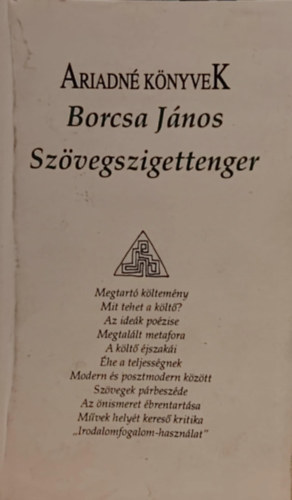 ARIADNÉ KÖNYVEK
Borcsa János
Szövegszigettenger
Megtartó költemény
Mit tehet a költő?
Az ideák poézise
Megtalált metafora
A költő éjszakái
Éhe a teljességnek
Modern és posztmodern között
Szövegek párbeszéde
Az önismeret ébrentartása
Művek helyét kereső kritika
„Irodalomfogalom-használat”